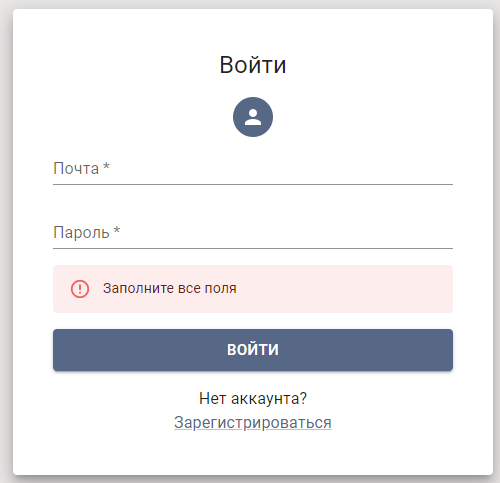 Войти
Почта *
Пароль *
Заполните все поля
ВОЙТИ
Нет аккаунта?
Зарегистрироваться